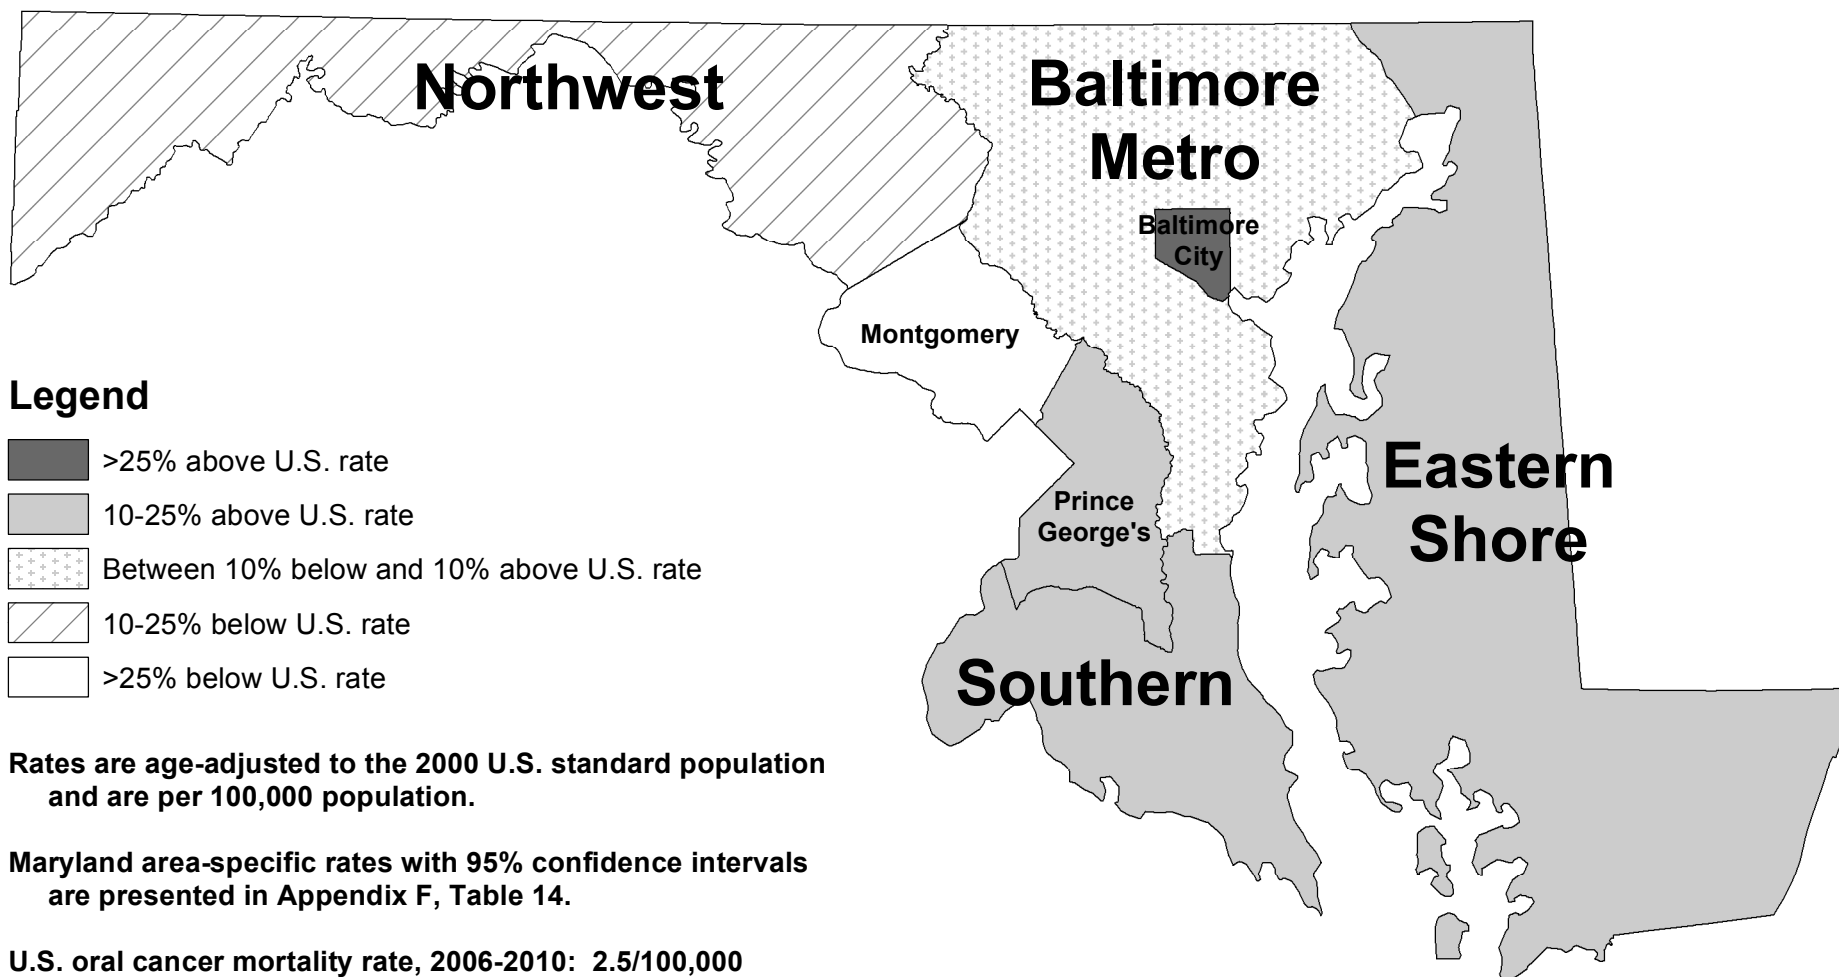 Northwest
Baltimore
Metro
Baltimore
City
Montgomery
Legend
>25% above U.S. rate
10-25% above U.S. rate
Between 10% below and 10% above U.S. rate
10-25% below U.S. rate
>25% below U.S. rate
Prince
George's
Eastern
Shore
Southern
Rates are age-adjusted to the 2000 U.S. standard population
and are per 100,000 population.
Maryland area-specific rates with 95% confidence intervals
are presented in Appendix F, Table 14.
U.S. oral cancer mortality rate, 2006-2010: 2.5/100,000